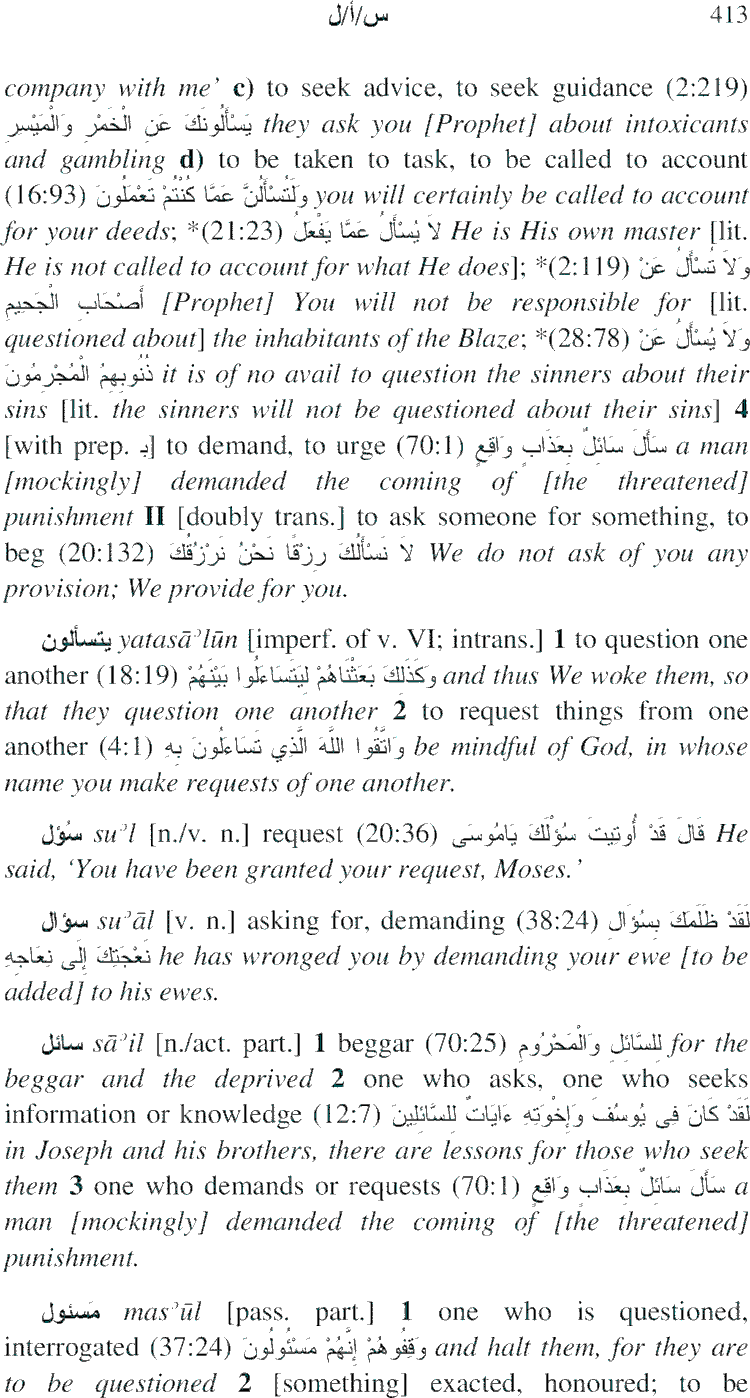 س/أ/ل 413
company with me’ c) to seek advice, to seek guidance (2:219)
يَسْأَلُونَكَ عَنِ الْخَمْرِ وَالْمَيْسِرِ they ask you [Prophet] about intoxicants
and gambling d) to be taken to task, to be called to account
(16:93) وَلَتُسْأَلُنَّ عَمَّا كُنْتُمْ تَعْمَلُونَ you will certainly be called to account
for your deeds; *(21:23) لاَ يُسْأَلُ عَمَّا يَفْعَلُ He is His own master [lit.
He is not called to account for what He does]; *(2:119) وَلاَ تُسْأَلُ عَنْ
أَصْحَابِ الْجَحِيمِ [Prophet] You will not be responsible for [lit.
questioned about] the inhabitants of the Blaze; *(28:78) وَلاَ يُسْأَلُ عَنْ
ذُنُوبِهِمُ الْمُجْرِمُونَ it is of no avail to question the sinners about their
sins [lit. the sinners will not be questioned about their sins] 4
[with prep. بـ] to demand, to urge (70:1) سَأَلَ سَائِلٌ بِعَذَابٍ وَاقِعٍ a man
[mockingly] demanded the coming of [the threatened]
punishment II [doubly trans.] to ask someone for something, to
beg (20:132) لاَ نَسْأَلُكَ رِزْقًا نَحْنُ نَرْزُقُكَ We do not ask of you any
provision; We provide for you.
يتسألون yatasāʾlūn [imperf. of v. VI; intrans.] 1 to question one
another (18:19) وَكَذَلِكَ بَعَثْنَاهُمْ لِيَتَسَاءَلُوا بَيْنَهُمْ and thus We woke them, so
that they question one another 2 to request things from one
another (4:1) وَاتَّقُوا اللَّهَ الَّذِي تَسَاءَلُونَ بِهِ be mindful of God, in whose
name you make requests of one another.
سُؤْل suʾl [n./v. n.] request (20:36) قَالَ قَدْ أُوتِيتَ سُؤْلَكَ يَامُوسَى He
said, ‘You have been granted your request, Moses.’
سؤال suʾāl [v. n.] asking for, demanding (38:24) لَقَدْ ظَلَمَكَ بِسُؤَالِ
نَعْجَتِكَ إِلَى نِعَاجِهِ he has wronged you by demanding your ewe [to be
added] to his ewes.
سائل sāʾil [n./act. part.] 1 beggar (70:25) لِلسَّائِلِ وَالْمَحْرُومِ for the
beggar and the deprived 2 one who asks, one who seeks
information or knowledge (12:7) لَقَدْ كَانَ فِى يُوسُفَ وَإِخْوَتِهِ ءَايَاتٌ لِلسَّائِلِينَ
in Joseph and his brothers, there are lessons for those who seek
them 3 one who demands or requests (70:1) سَأَلَ سَائِلٌ بِعَذَابٍ وَاقِعٍ a
man [mockingly] demanded the coming of [the threatened]
punishment.
مَسئول masʾūl [pass. part.] 1 one who is questioned,
interrogated (37:24) وَقِفُوهُمْ إِنَّهُمْ مَسْئُولُونَ and halt them, for they are
to be questioned 2 [something] exacted, honoured; to be